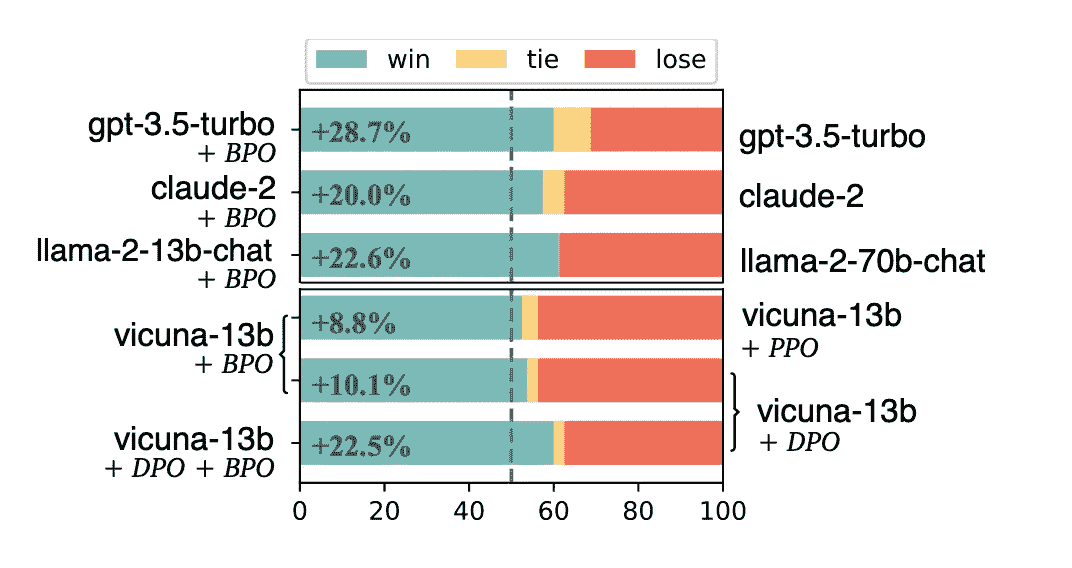 win tie lose
gpt-3.5-turbo
+ BPO
+28.7%
gpt-3.5-turbo
claude-2
+ BPO
+20.0%
claude-2
llama-2-13b-chat
+ BPO
+22.6%
llama-2-70b-chat
vicuna-13b
+ BPO
+8.8%
vicuna-13b
+ PPO
+10.1%
vicuna-13b
+ DPO
vicuna-13b
+ DPO + BPO
+22.5%
0 20 40 60 80 100